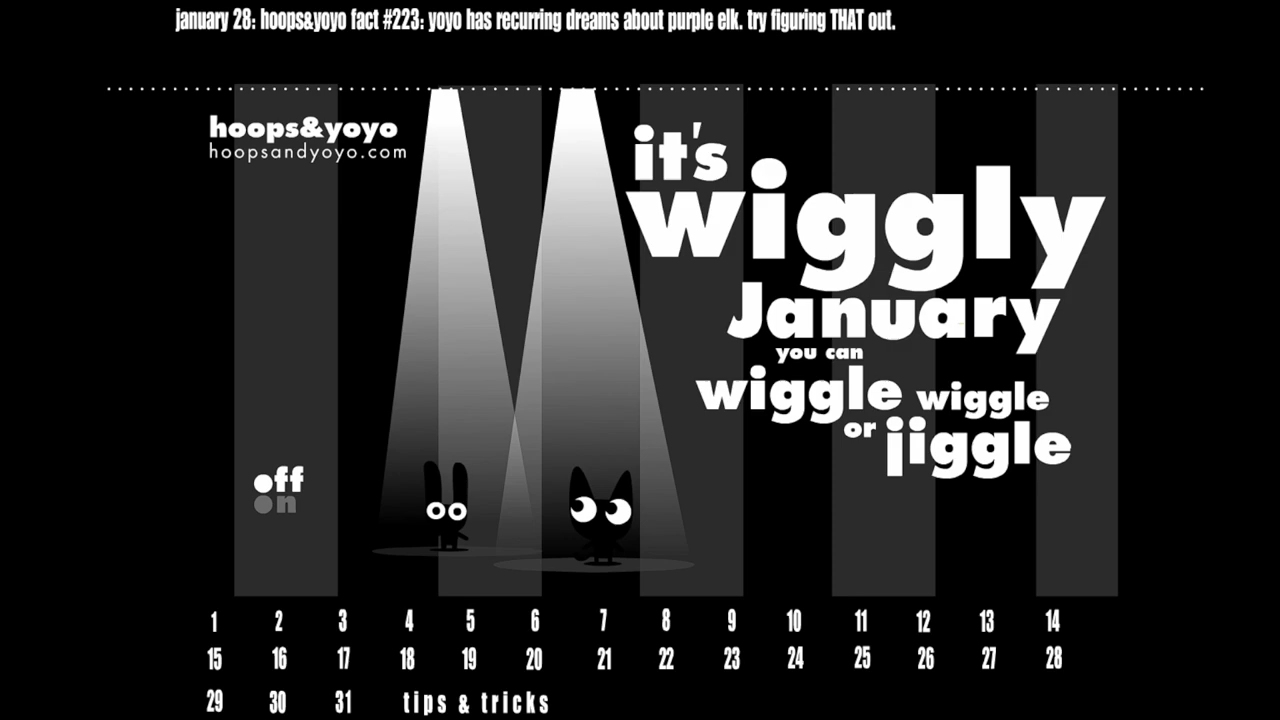 january 28: hoops&yoyo fact #223: yoyo has recurring dreams about purple elk. try figuring THAT out.
hoops&yoyo
hoopsandyoyo.com
it's
wiggly
January
you can
wiggle wiggle
or jiggle
off
on
1 2 3 4 5 6 7 8 9 10 11 12 13 14
15 16 17 18 19 20 21 22 23 24 25 26 27 28
29 30 31 tips & tricks